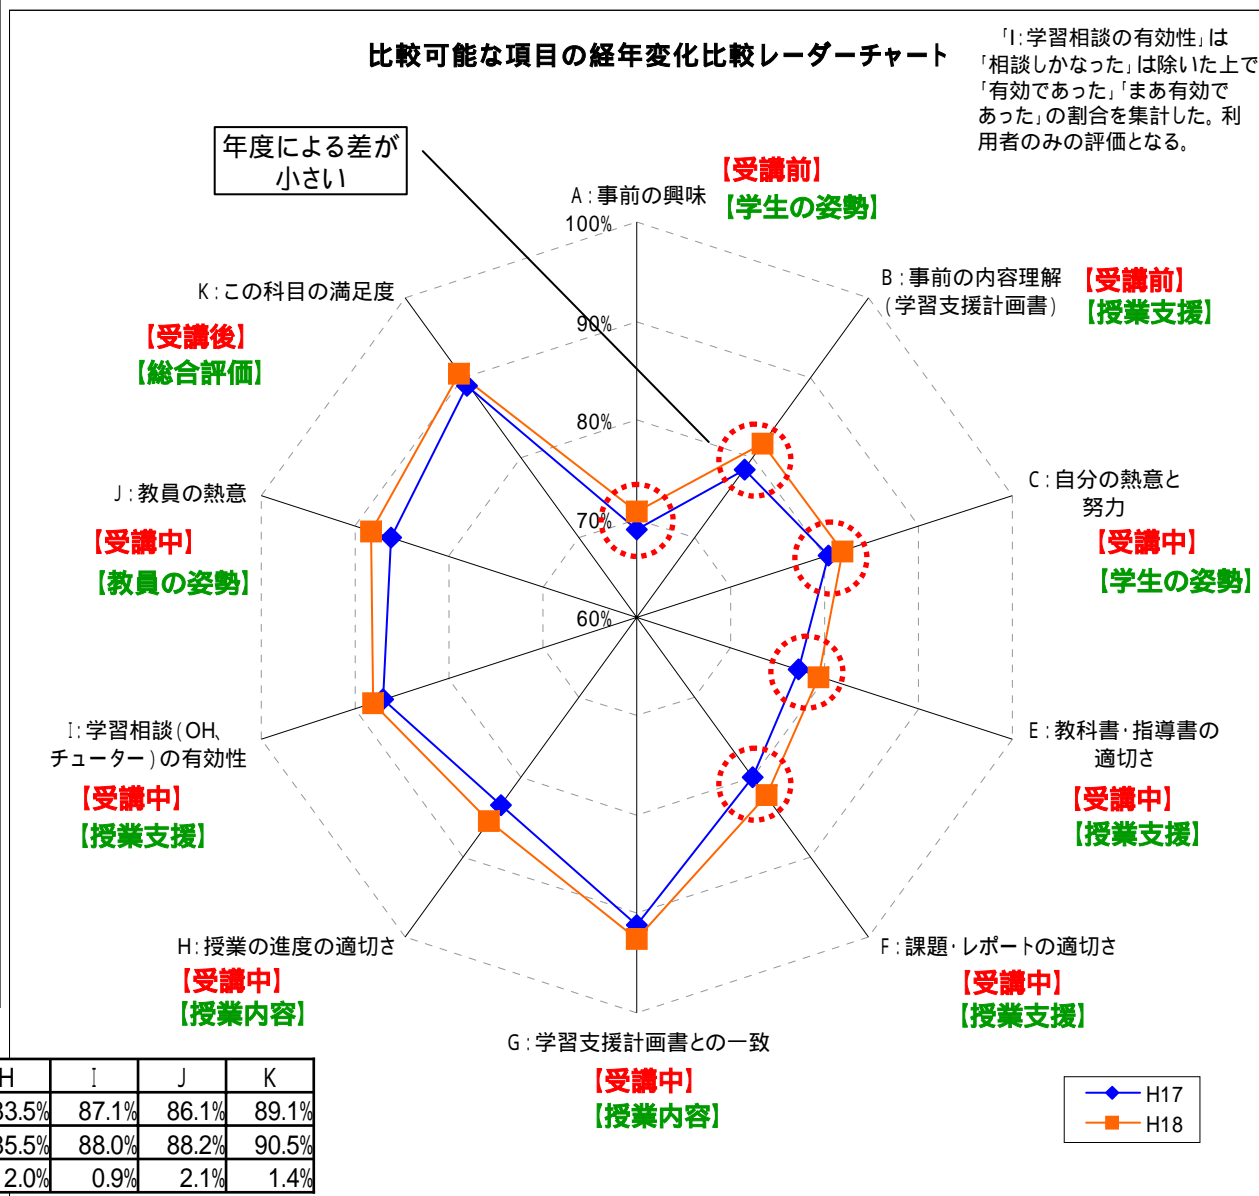 比較可能な項目の経年変化比較レーダーチャート
「I:学習相談の有効性」は
「相談しかなった」は除いた上で
「有効であった」「まあ有効で
あった」の割合を集計した。利
用者のみの評価となる。
年度による差が
小さい
A:事前の興味
【受講前】
【学生の姿勢】
100%
90%
80%
70%
60%
B:事前の内容理解
(学習支援計画書)
【受講前】
【授業支援】
C:自分の熱意と
努力
【受講中】
【学生の姿勢】
E:教科書・指導書の
適切さ
【受講中】
【授業支援】
F:課題・レポートの適切さ
【受講中】
【授業支援】
G:学習支援計画書との一致
【受講中】
【授業内容】
H:授業の進度の適切さ
【受講中】
【授業内容】
I:学習相談(OH、
チューター)の有効性
【受講中】
【授業支援】
J:教員の熱意
【受講中】
【教員の姿勢】
K:この科目の満足度
【受講後】
【総合評価】
H I J K
83.5% 87.1% 86.1% 89.1%
85.5% 88.0% 88.2% 90.5%
2.0% 0.9% 2.1% 1.4%
H17
H18